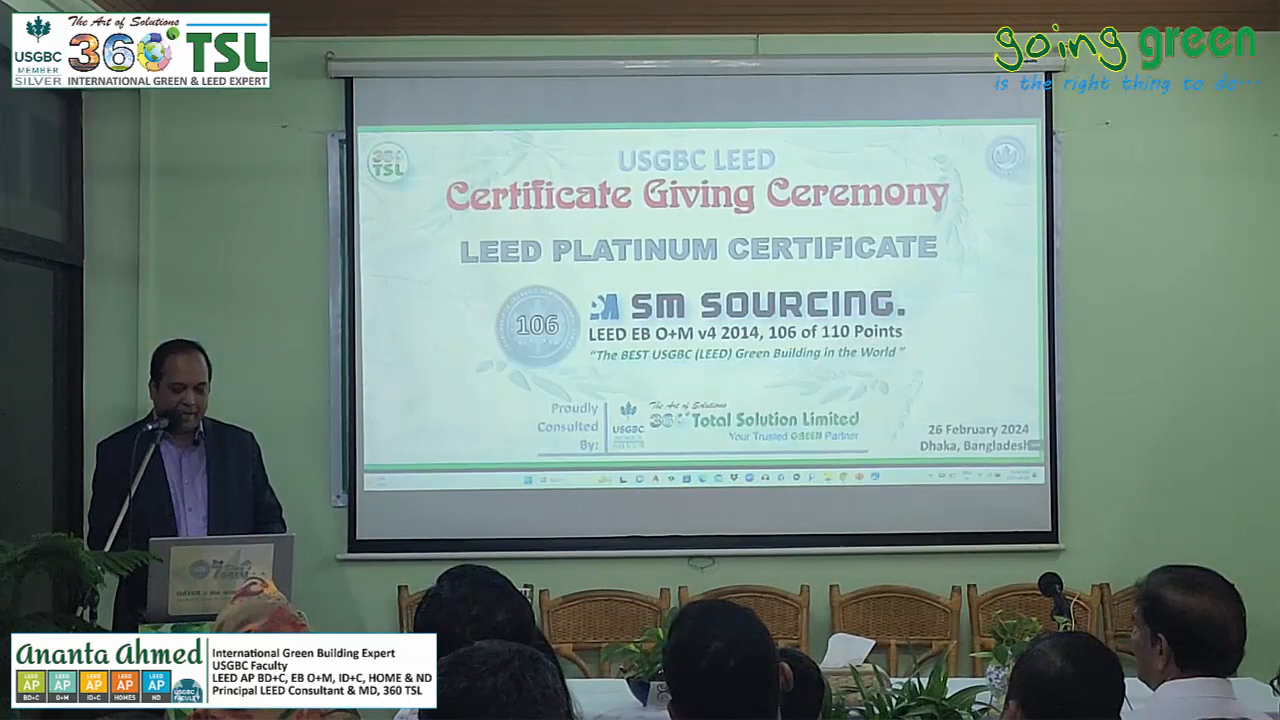 The Art of Solutions
USGBC
MEMBER
SILVER
360° TSL
INTERNATIONAL GREEN & LEED EXPERT
going green
is the right thing to do...
360
TSL
USGBC LEED
Certificate Giving Ceremony
LEED PLATINUM CERTIFICATE
106
SM SOURCING.
LEED EB O+M v4 2014, 106 of 110 Points
"The BEST USGBC (LEED) Green Building in the World"
Proudly
Consulted
By:
USGBC
The Art of Solutions
360° Total Solution Limited
Your Trusted GREEN Partner
26 February 2024
Dhaka, Bangladesh
Ananta Ahmed
LEED AP BD+C
LEED AP O+M
LEED AP ID+C
LEED AP HOMES
LEED AP ND
USGBC FACULTY
International Green Building Expert
USGBC Faculty
LEED AP BD+C, EB O+M, ID+C, HOME & ND
Principal LEED Consultant & MD, 360 TSL